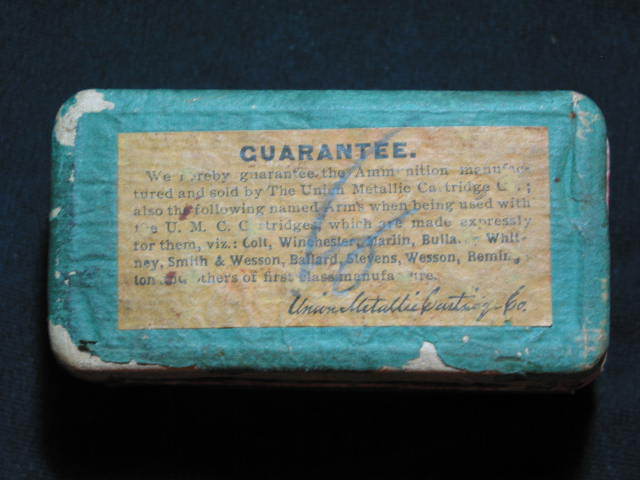 GUARANTEE.
We hereby guarantee the Ammunition manufac-
tured and sold by The Union Metallic Cartridge Co.;
also the following named Arms when being used with
the U. M. C. Cartridges, which are made expressly
for them, viz.: Colt, Winchester, Marlin, Bullard, Whit-
ney, Smith & Wesson, Ballard, Stevens, Wesson, Reming-
ton and others of first class manufacture.
Union Metallic Cartridge Co.